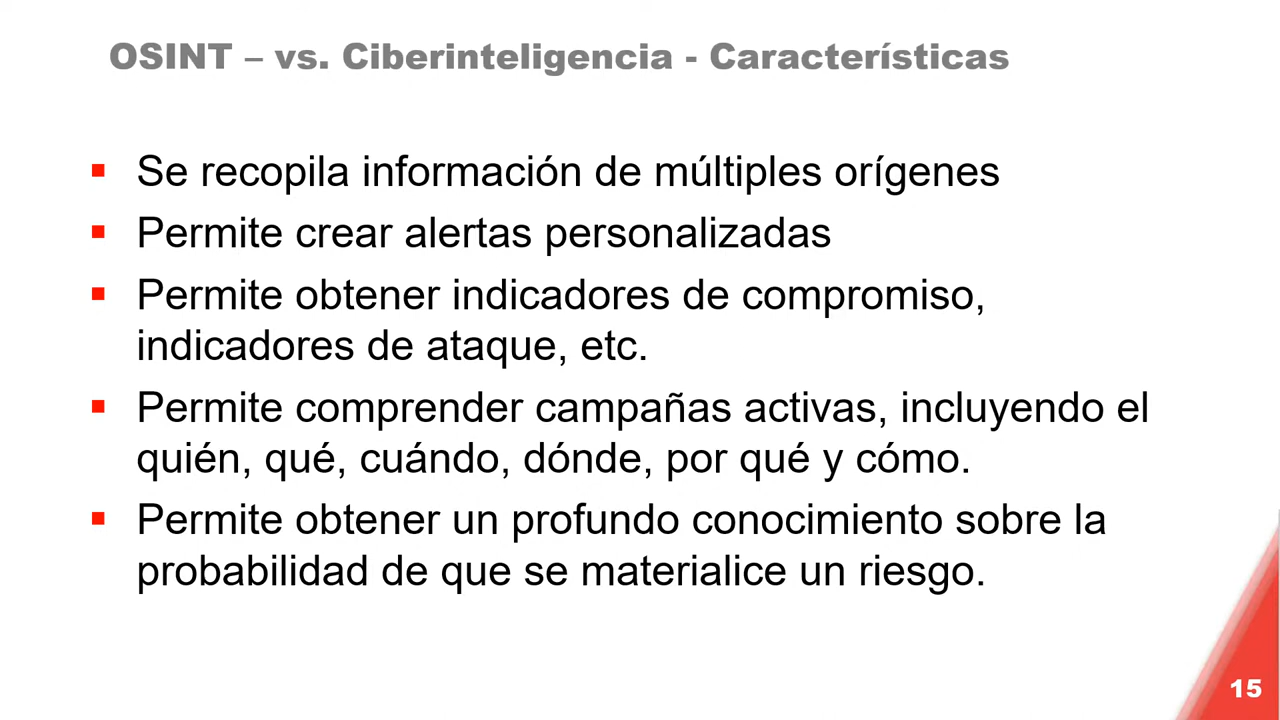 OSINT – vs. Ciberinteligencia - Características
▪ Se recopila información de múltiples orígenes
▪ Permite crear alertas personalizadas
▪ Permite obtener indicadores de compromiso,
indicadores de ataque, etc.
▪ Permite comprender campañas activas, incluyendo el
quién, qué, cuándo, dónde, por qué y cómo.
▪ Permite obtener un profundo conocimiento sobre la
probabilidad de que se materialice un riesgo.
15